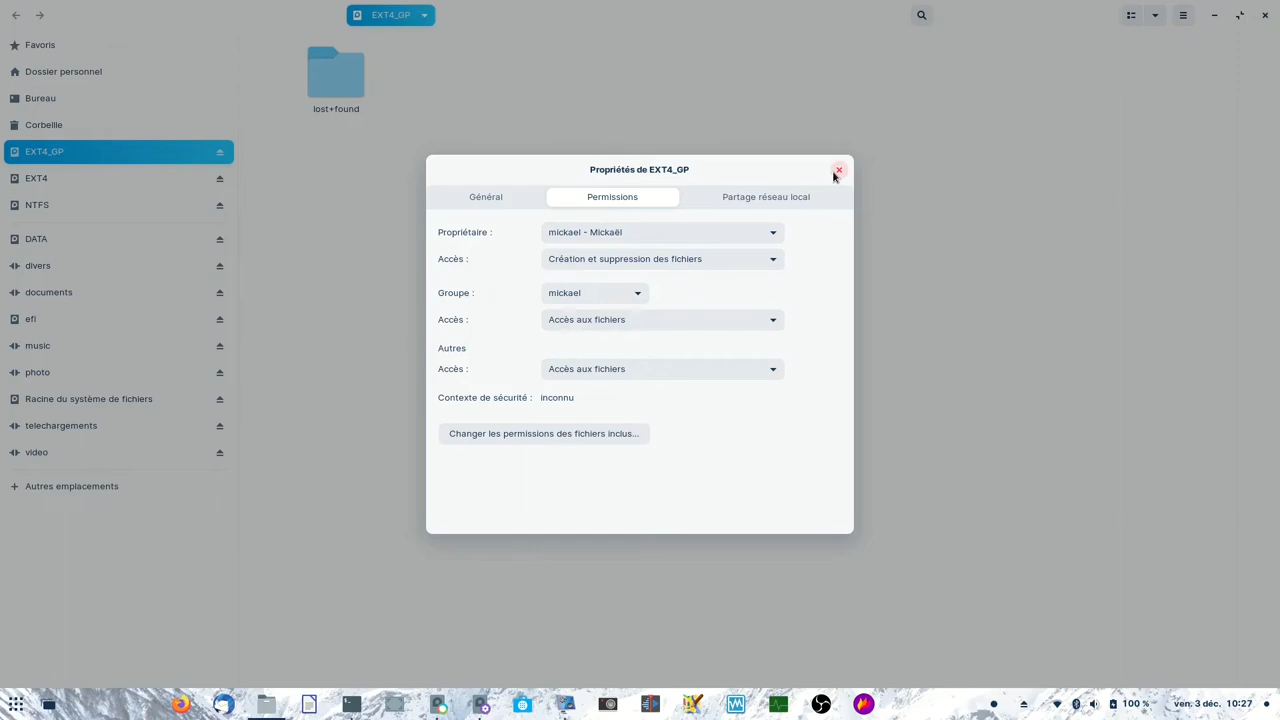 EXT4_GP
Favoris
Dossier personnel
Bureau
Corbeille
EXT4_GP
EXT4
NTFS
DATA
divers
documents
efi
music
photo
Racine du système de fichiers
telechargements
video
Autres emplacements
lost+found
Propriétés de EXT4_GP
Général
Permissions
Partage réseau local
Propriétaire : mickael - Mickaël
Accès : Création et suppression des fichiers
Groupe : mickael
Accès : Accès aux fichiers
Autres
Accès : Accès aux fichiers
Contexte de sécurité : inconnu
Changer les permissions des fichiers inclus…
100 %
ven. 3 déc. 10:27